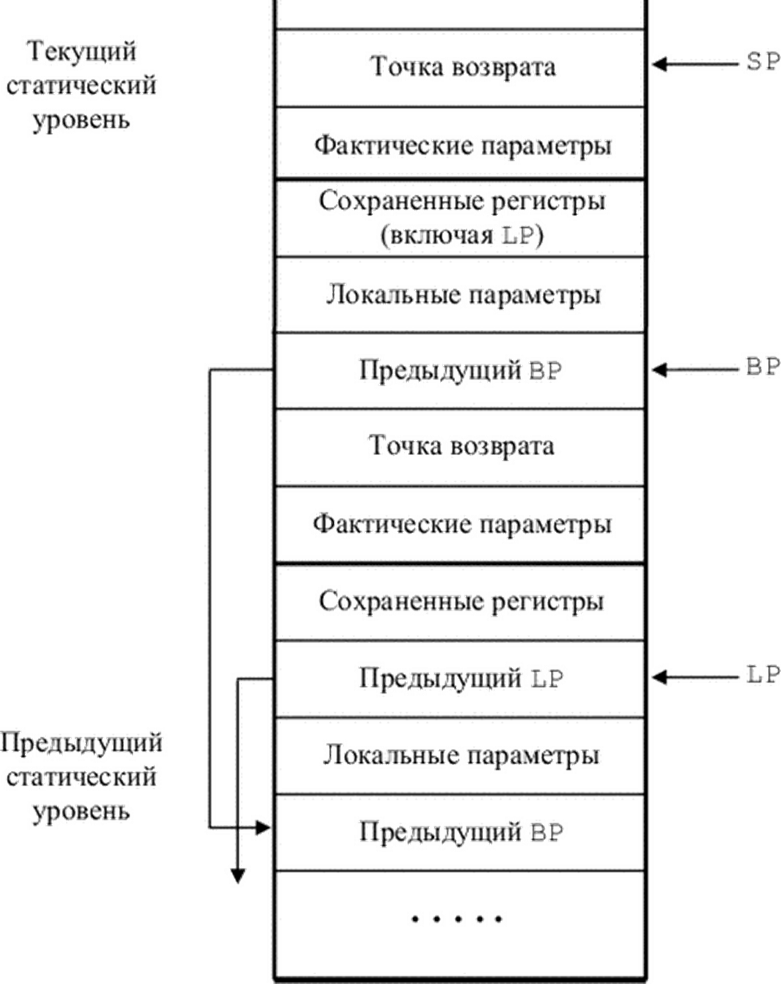 Текущий
статический
уровень
Точка возврата
SP
Фактические параметры
Сохраненные регистры
(включая LP)
Локальные параметры
Предыдущий BP
BP
Точка возврата
Фактические параметры
Сохраненные регистры
Предыдущий LP
LP
Предыдущий
статический
уровень
Локальные параметры
Предыдущий BP
.....